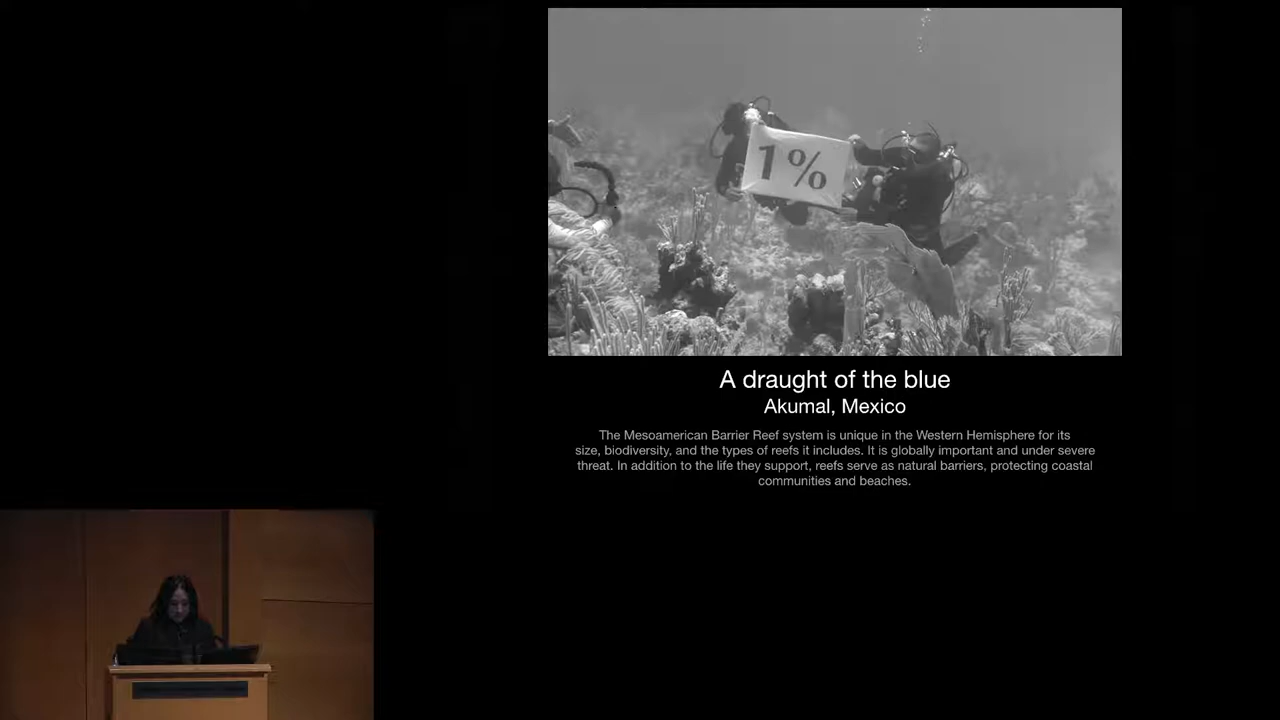 1%
A draught of the blue
Akumal, Mexico
The Mesoamerican Barrier Reef system is unique in the Western Hemisphere for its
size, biodiversity, and the types of reefs it includes. It is globally important and under severe
threat. In addition to the life they support, reefs serve as natural barriers, protecting coastal
communities and beaches.